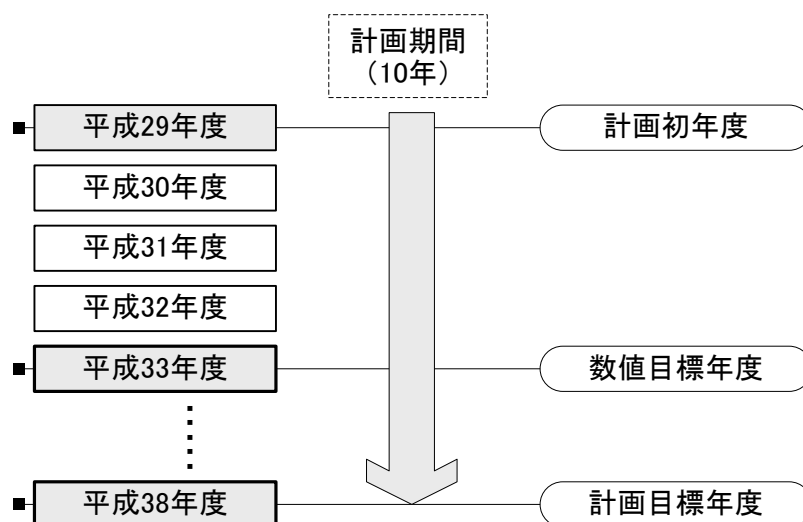 計画期間
（10年）
平成29年度
計画初年度
平成30年度
平成31年度
平成32年度
平成33年度
数値目標年度
平成38年度
計画目標年度